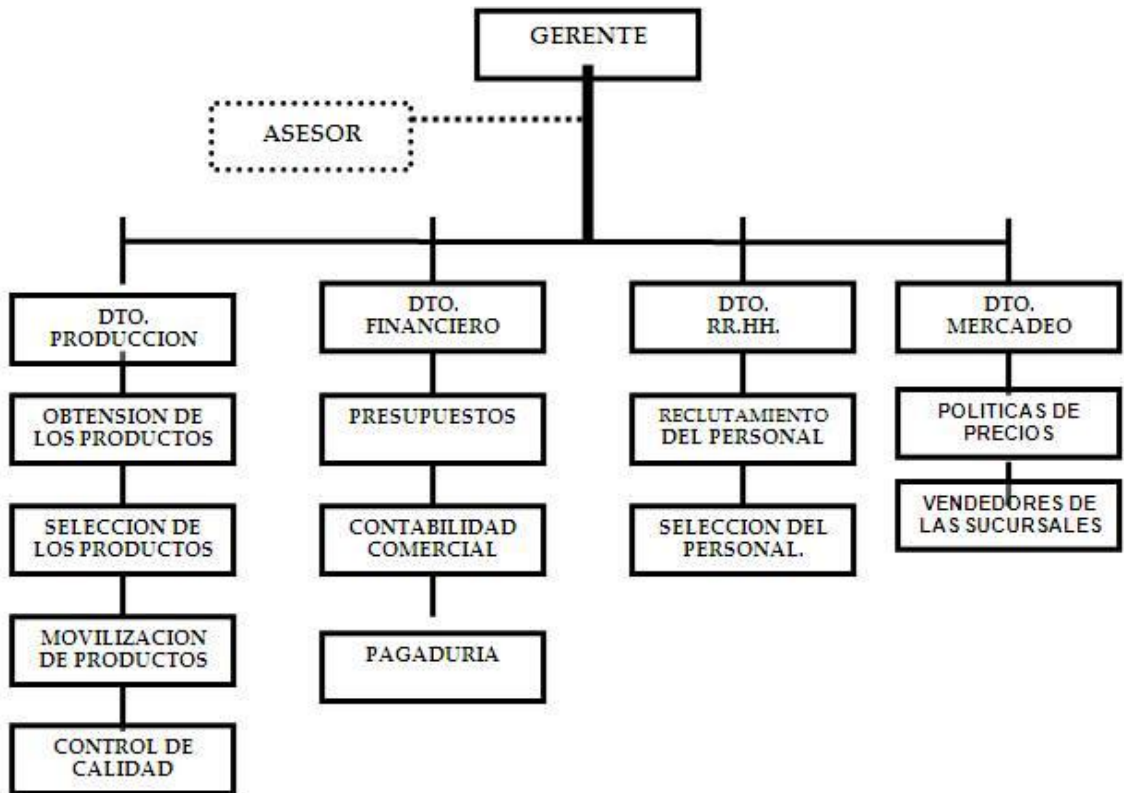 GERENTE
ASESOR
DTO.
PRODUCCION
OBTENSION DE
LOS PRODUCTOS
SELECCION DE
LOS PRODUCTOS
MOVILIZACION
DE PRODUCTOS
CONTROL DE
CALIDAD
DTO.
FINANCIERO
PRESUPUESTOS
CONTABILIDAD
COMERCIAL
PAGADURIA
DTO.
RR.HH.
RECLUTAMIENTO
DEL PERSONAL
SELECCION DEL
PERSONAL.
DTO.
MERCADEO
POLITICAS DE
PRECIOS
VENDEDORES DE
LAS SUCURSALES